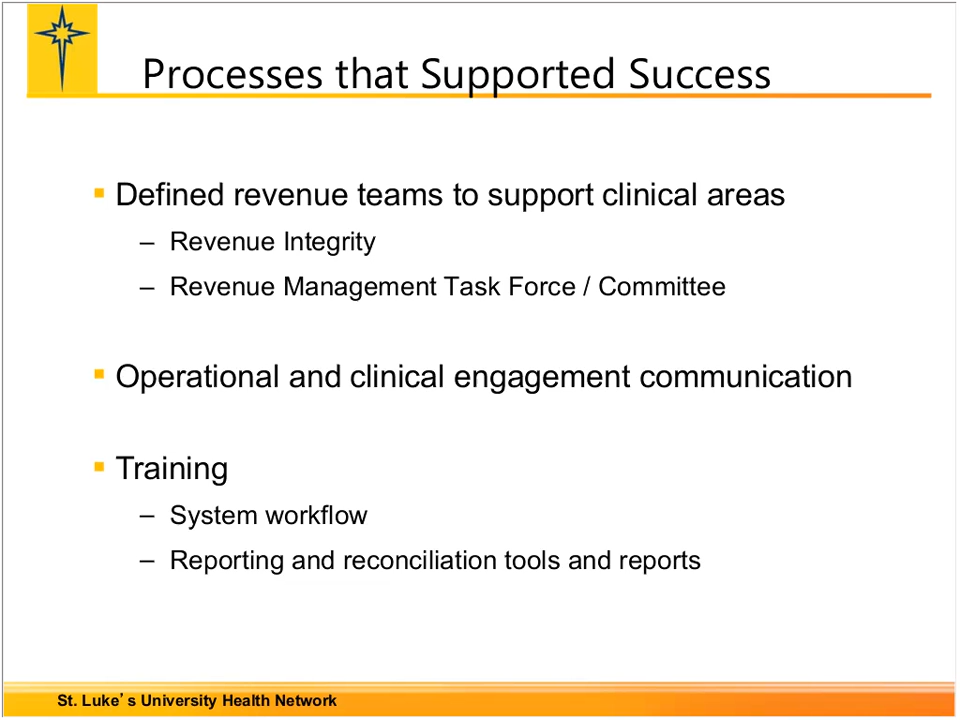 Processes that Supported Success
▪ Defined revenue teams to support clinical areas
– Revenue Integrity
– Revenue Management Task Force / Committee
▪ Operational and clinical engagement communication
▪ Training
– System workflow
– Reporting and reconciliation tools and reports
St. Luke’s University Health Network